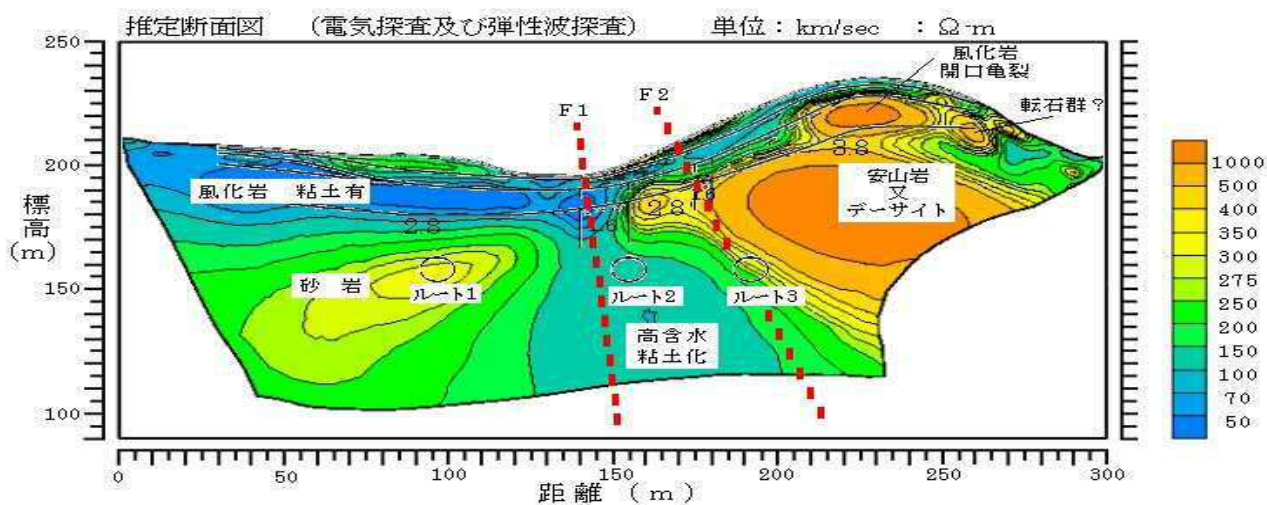 推定断面図 (電気探査及び弾性波探査) 単位：km/sec ：Ω-m
250
200
150
100
標高
(m)
F1
F2
風化岩
開口亀裂
転石群？
風化岩 粘土有
2.8
1.6
2.8
1.8
3.8
安山岩
又
デーサイト
砂岩
ルート1
ルート2
ルート3
高含水
粘土化
0 50 100 150 200 250 300
距離 (m)
1000
500
400
350
300
275
250
200
150
100
70
50